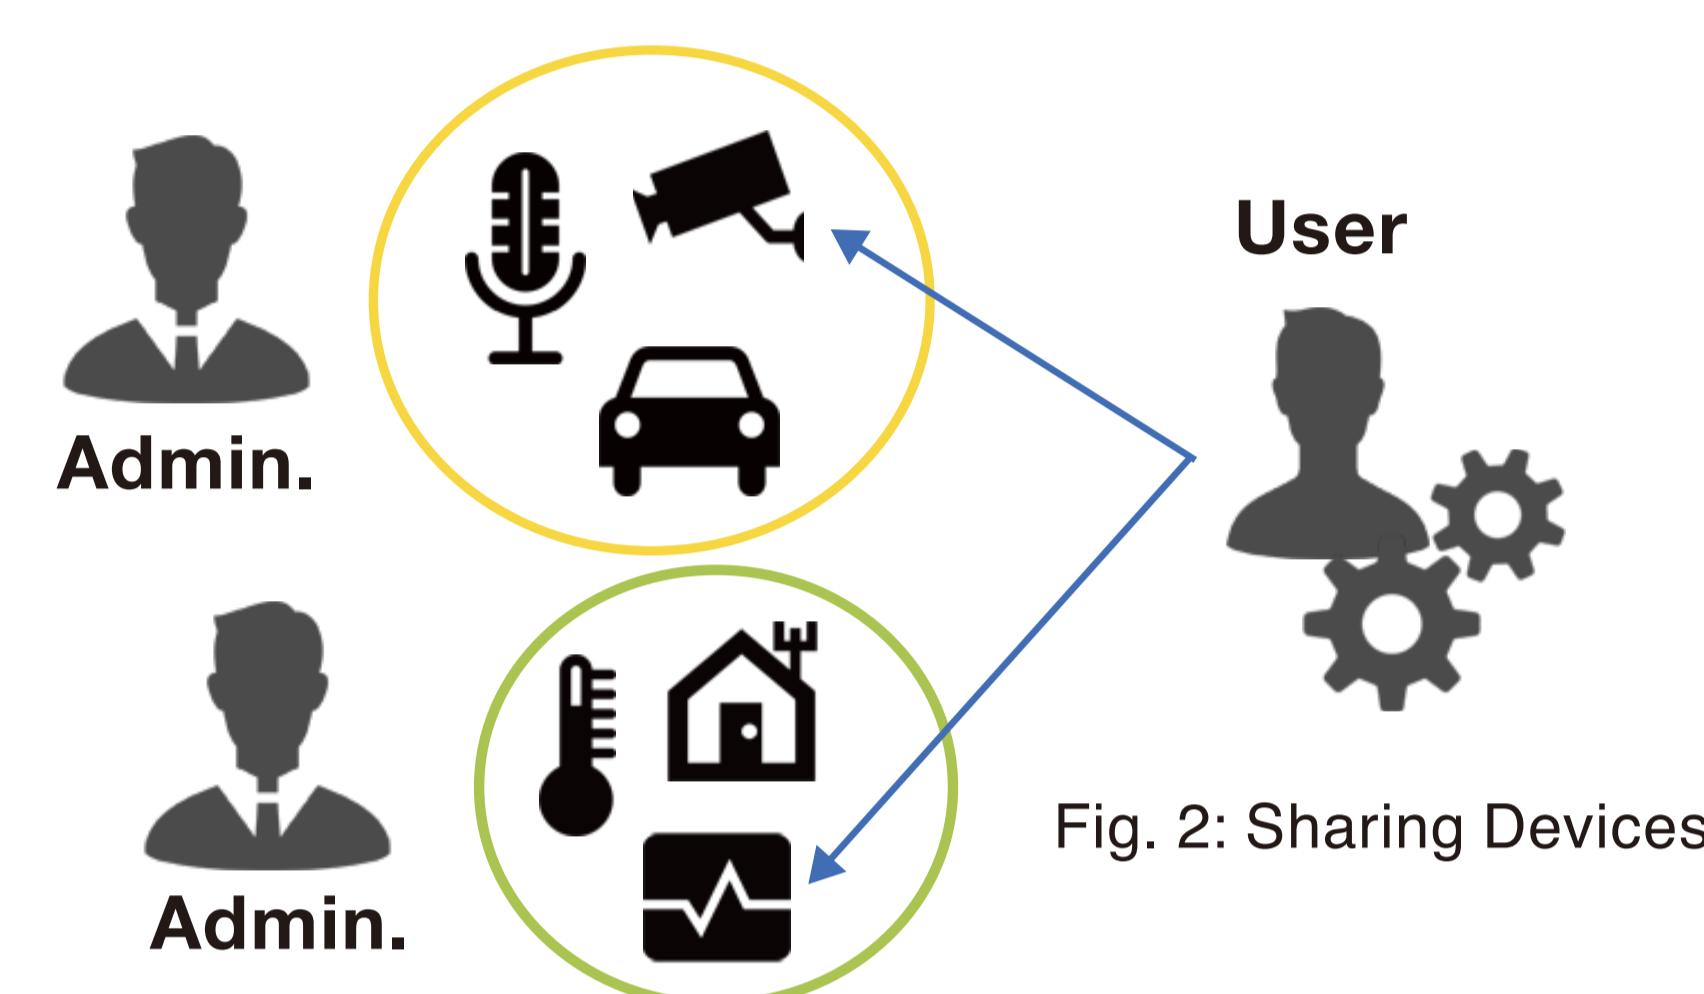 User
Admin.
Admin.
Fig. 2: Sharing Devices